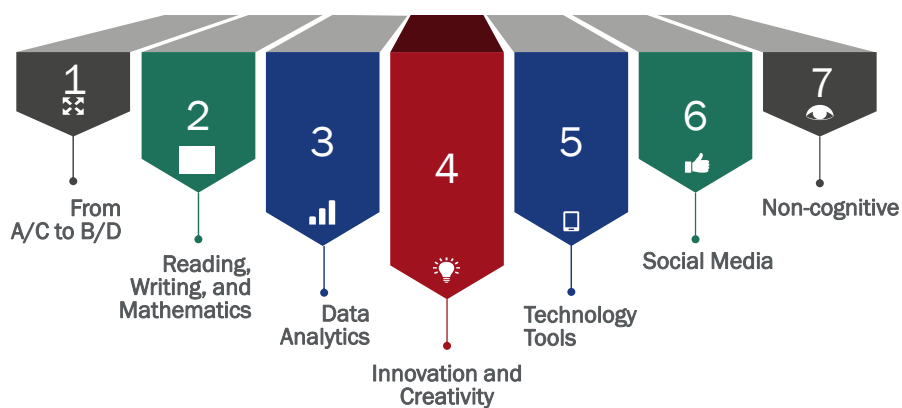 1
From
A/C to B/D
2
Reading,
Writing, and
Mathematics
3
Data
Analytics
4
Innovation and
Creativity
5
Technology
Tools
6
Social Media
7
Non-cognitive